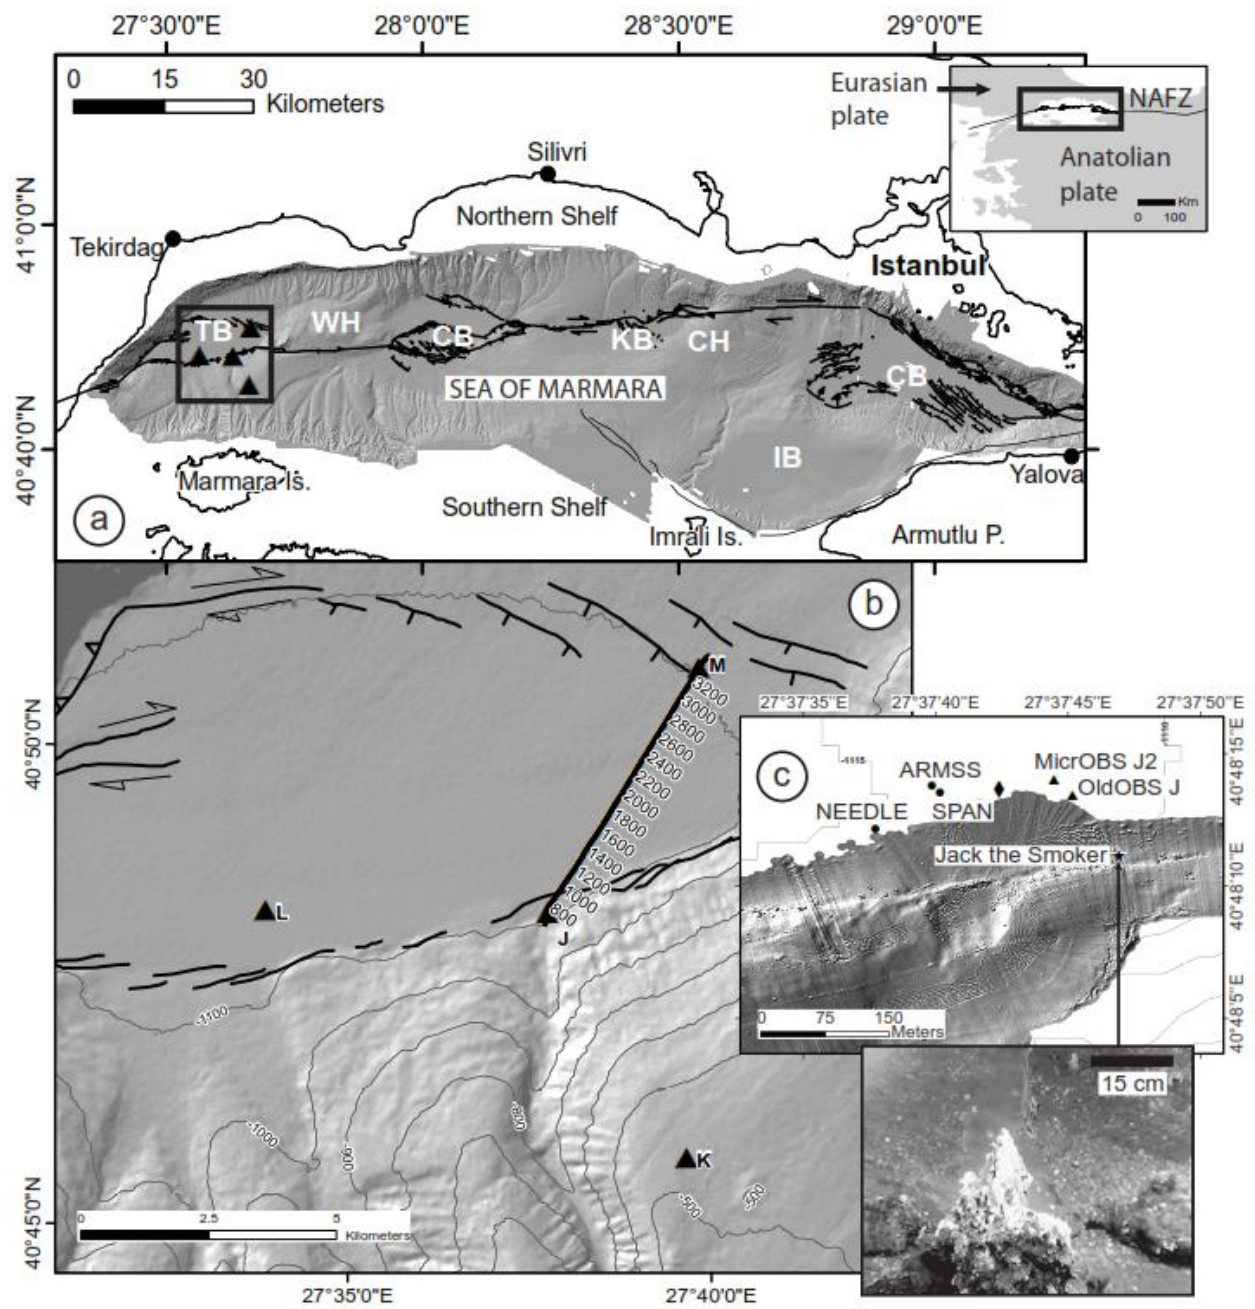 27°30'0"E
28°0'0"E
28°30'0"E
29°0'0"E
0
15
30
Kilometers
Eurasian
plate
NAFZ
Anatolian
plate
Km
0
100
41°0'0"N
40°40'0"N
Silivri
Northern Shelf
Tekirdag
Istanbul
TB
WH
CB
KB
CH
ÇB
SEA OF MARMARA
IB
Marmara Is.
Southern Shelf
Imrali Is.
Armutlu P.
Yalova
a
b
M
3200
3000
2800
2600
2400
2200
2000
1800
1600
1400
1200
1000
800
J
L
K
-1100
-1000
-900
-800
-500
-500
40°50'0"N
40°45'0"N
0
2.5
5
Kilometers
27°35'0"E
27°40'0"E
27°37'35"E
27°37'40"E
27°37'45"E
27°37'50"E
c
-1115
-1110
ARMSS
MicrOBS J2
OldOBS J
NEEDLE
SPAN
Jack the Smoker
40°48'15"E
40°48'10"E
40°48'5"E
0
75
150
Meters
15 cm